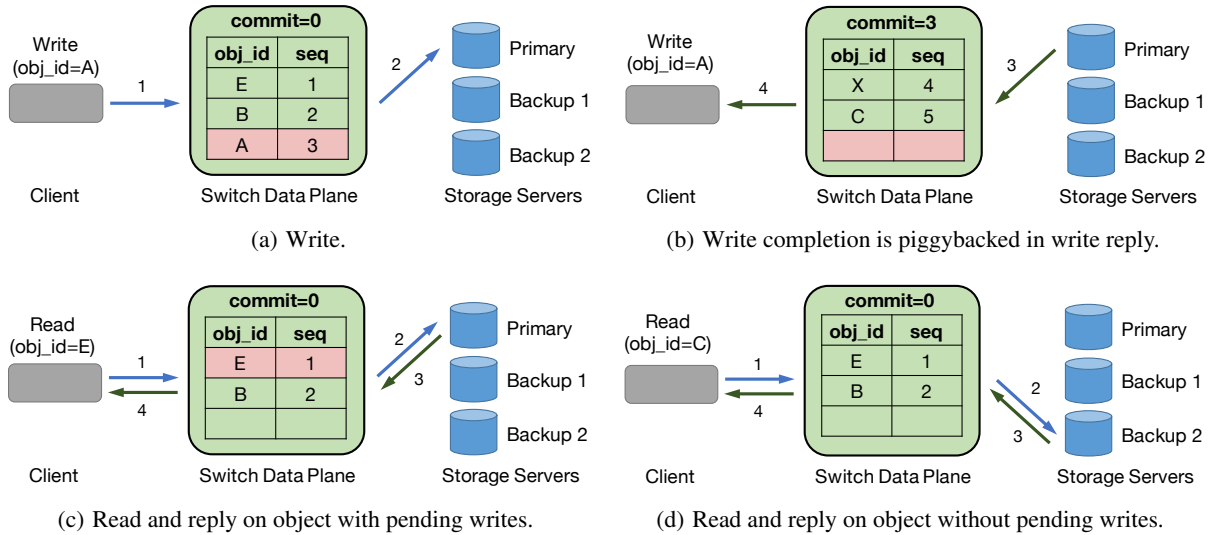 commit=0
Write
(obj_id=A)
1
obj_id seq
E 1
B 2
A 3
2
Primary
Backup 1
Backup 2
Client
Switch Data Plane
Storage Servers
(a) Write.
commit=3
Write
(obj_id=A)
4
obj_id seq
X 4
C 5
3
Primary
Backup 1
Backup 2
Client
Switch Data Plane
Storage Servers
(b) Write completion is piggybacked in write reply.
commit=0
Read
(obj_id=E)
1
4
obj_id seq
E 1
B 2
2
3
Primary
Backup 1
Backup 2
Client
Switch Data Plane
Storage Servers
(c) Read and reply on object with pending writes.
commit=0
Read
(obj_id=C)
1
4
obj_id seq
E 1
B 2
2
3
Primary
Backup 1
Backup 2
Client
Switch Data Plane
Storage Servers
(d) Read and reply on object without pending writes.